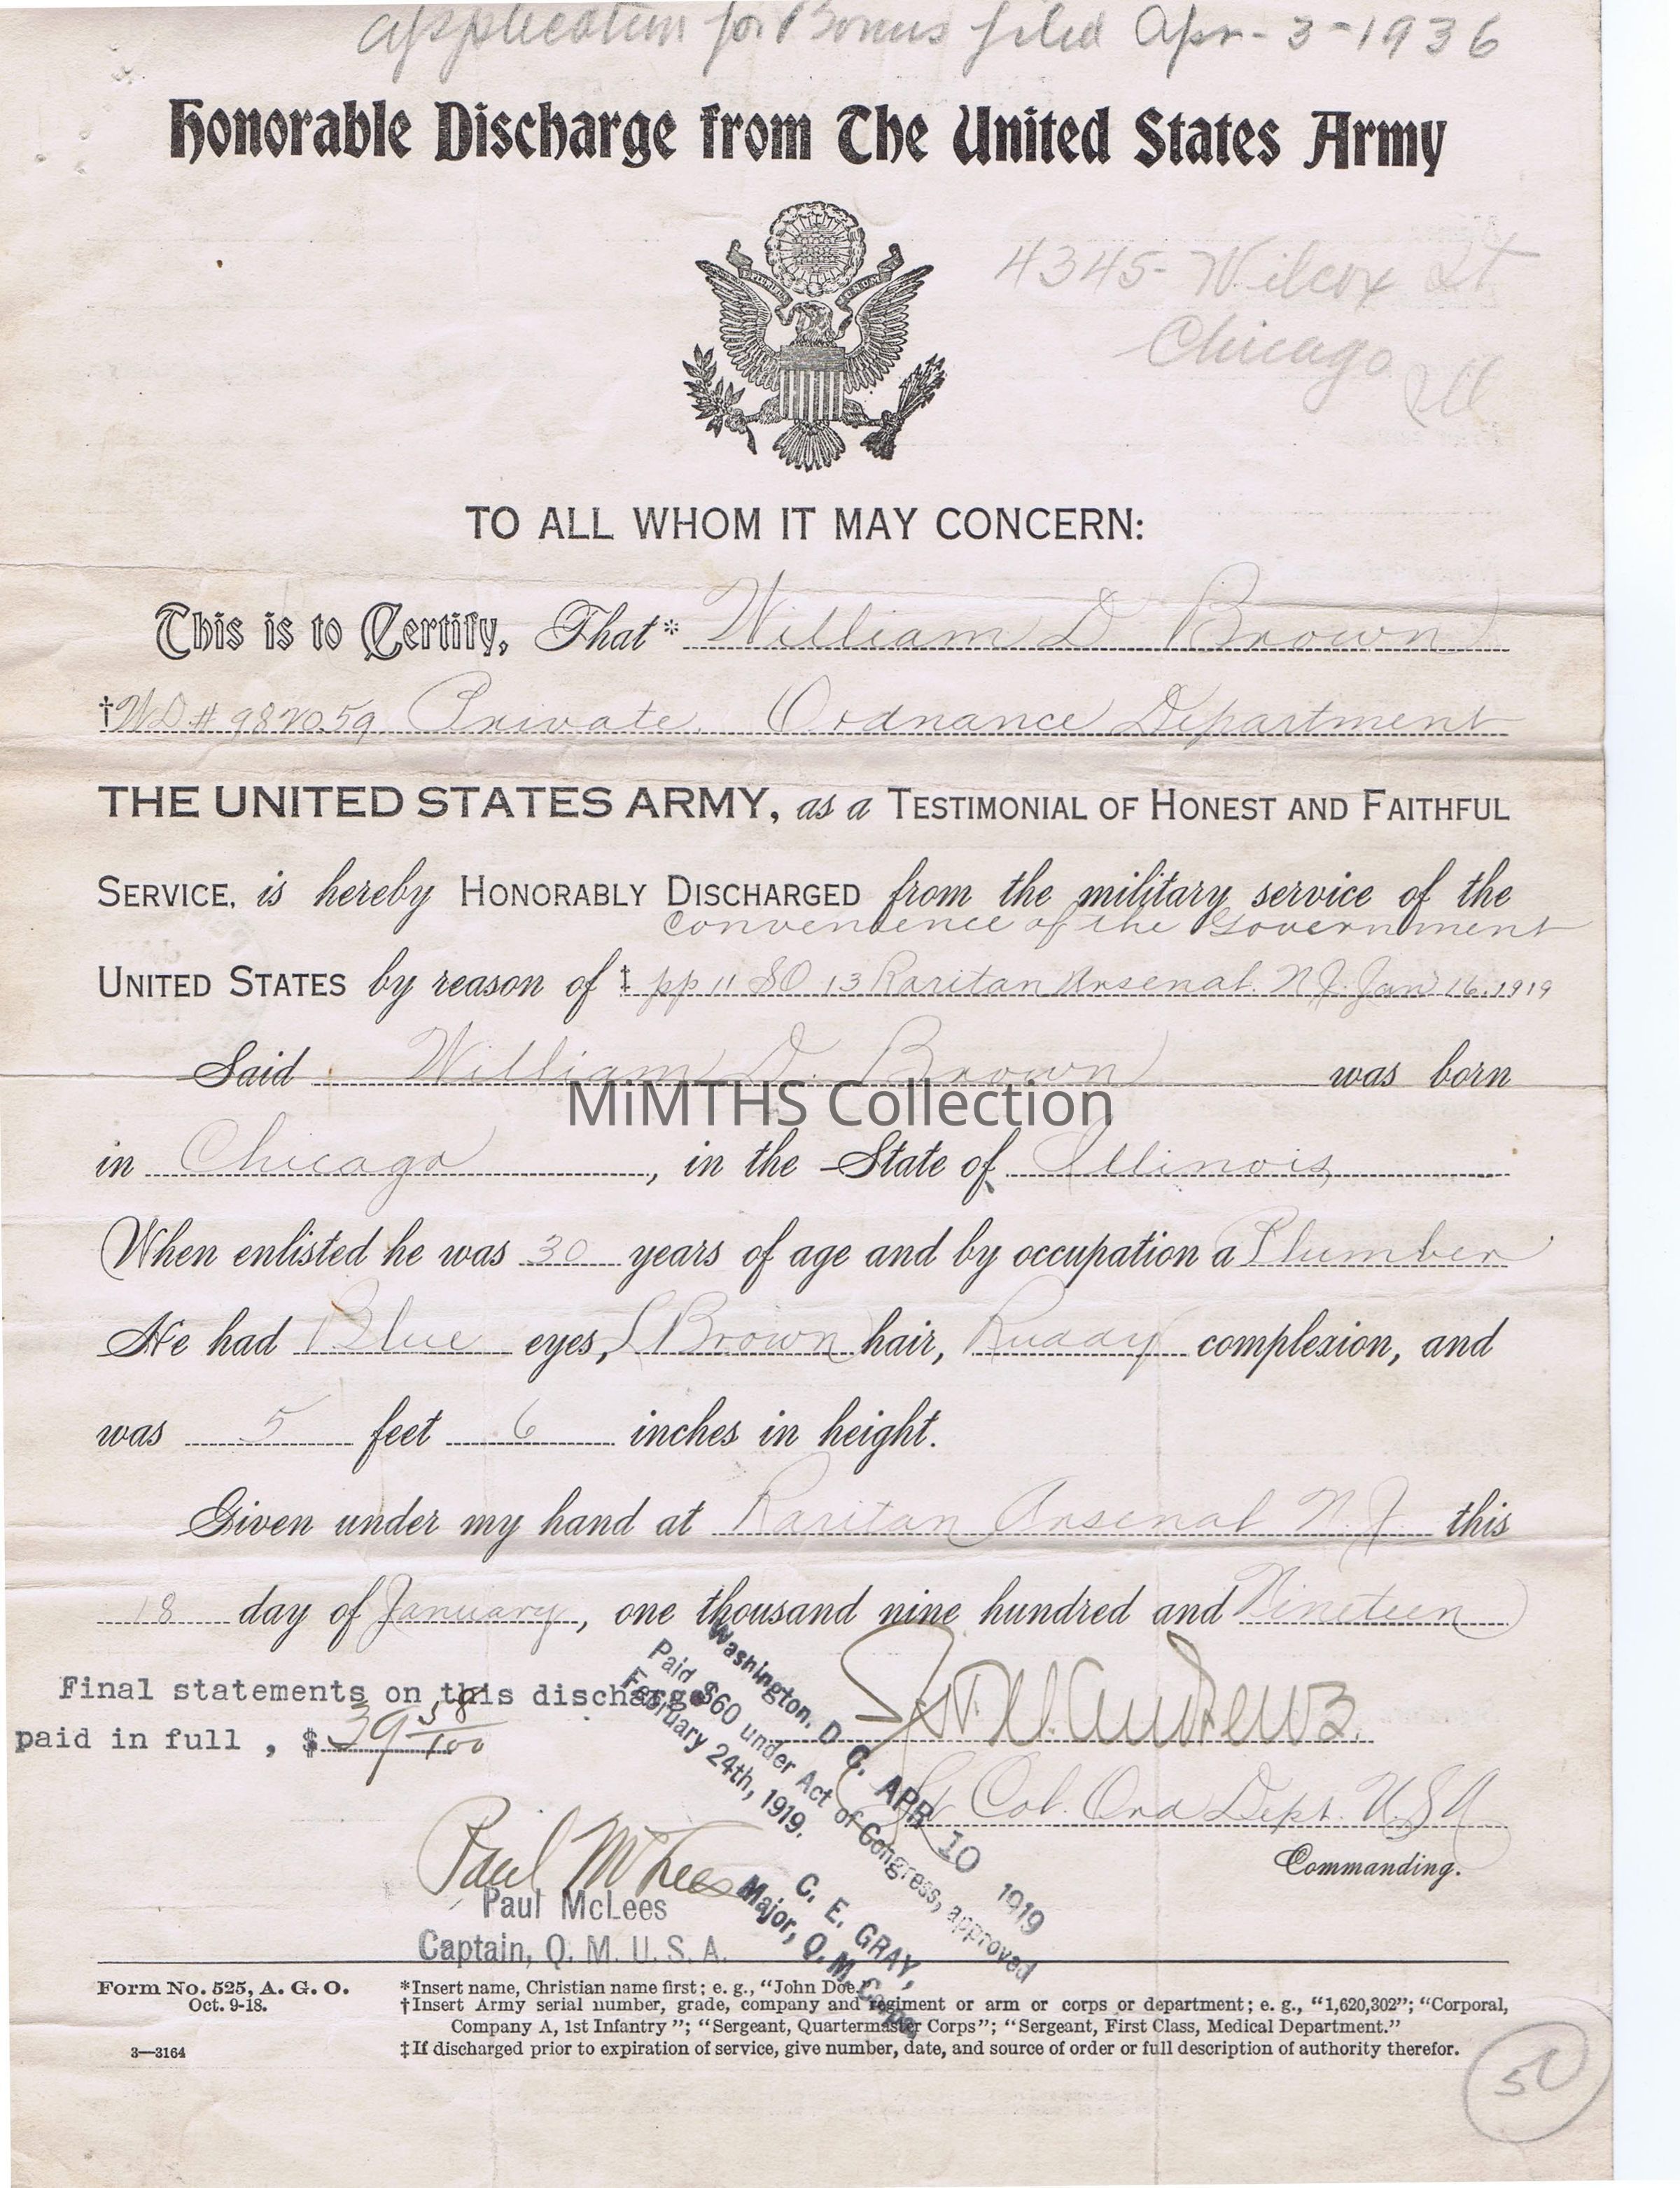 Application for Bonus filed Apr-3-1936
Honorable Discharge from The United States Army
4345-Wilcox St
Chicago
Ill
TO ALL WHOM IT MAY CONCERN:
This is to Certify, That* William D Brown
†WD# 982059 Private. Ordnance Department
THE UNITED STATES ARMY, as a TESTIMONIAL OF HONEST AND FAITHFUL
SERVICE, is hereby HONORABLY DISCHARGED from the military service of the
Convenience of the Government
UNITED STATES by reason of ‡ pp 11 SO 13 Raritan Arsenal. N.J. Jan 16, 1919
Said William D. Brown was born
MiMTHS Collection
in Chicago, in the State of Illinois
When enlisted he was 30 years of age and by occupation a Plumber
He had Blue eyes, Brown hair, Ruddy complexion, and
was 5 feet 6 inches in height.
Given under my hand at Raritan Arsenal N.J. this
18 day of January, one thousand nine hundred and Nineteen
Final statements on this discharge
paid in full , $ 39 38/100
Washington, D C. APR 10 1919
Paid $60 under Act of Congress, approved
February 24th, 1919.
C. E. GRAY,
Major, Q. M. Corps
Andrews
Lt Col. Ord Dept. U.S.A
Commanding.
Paul McLees
Paul McLees
Captain, Q. M. U. S. A.
Form No. 525, A. G. O.
Oct. 9-18.
3—3164
*Insert name, Christian name first; e. g., “John Doe.”
†Insert Army serial number, grade, company and regiment or arm or corps or department; e. g., “1,620,302”; “Corporal,
Company A, 1st Infantry”; “Sergeant, Quartermaster Corps”; “Sergeant, First Class, Medical Department.”
‡If discharged prior to expiration of service, give number, date, and source of order or full description of authority therefor.